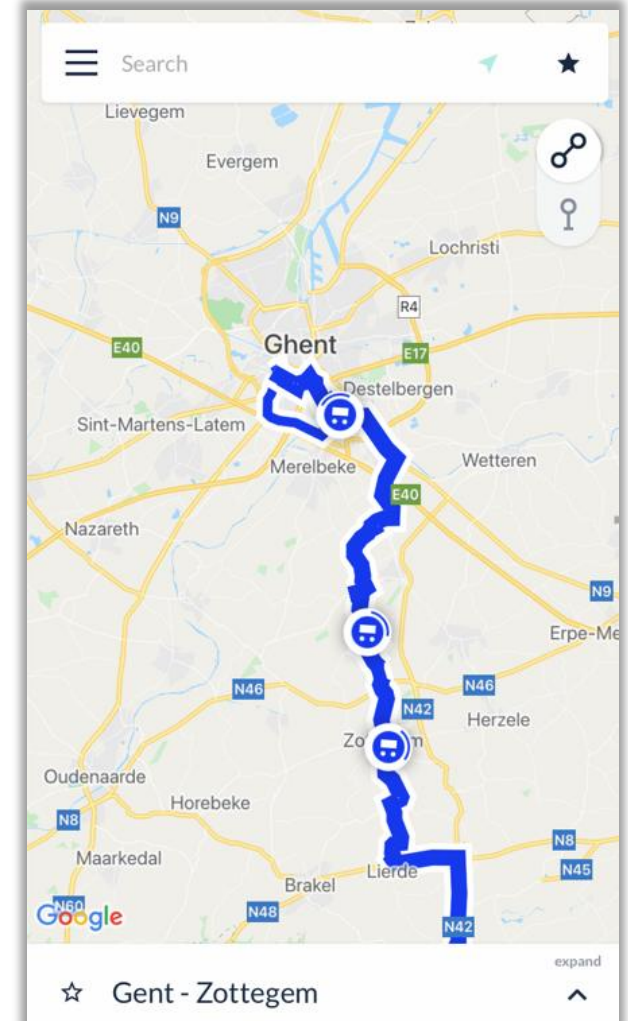 Search
Lievegem
Evergem
N9
Lochristi
R4
Ghent
E40
E17
Destelbergen
Sint-Martens-Latem
Merelbeke
Wetteren
E40
Nazareth
N9
Erpe-Me
N46
N46
N42
Herzele
Zo m
Oudenaarde
Horebeke
N8
N8
Maarkedal
Lierde
N45
Brakel
N60
Google
N48
N42
expand
Gent - Zottegem